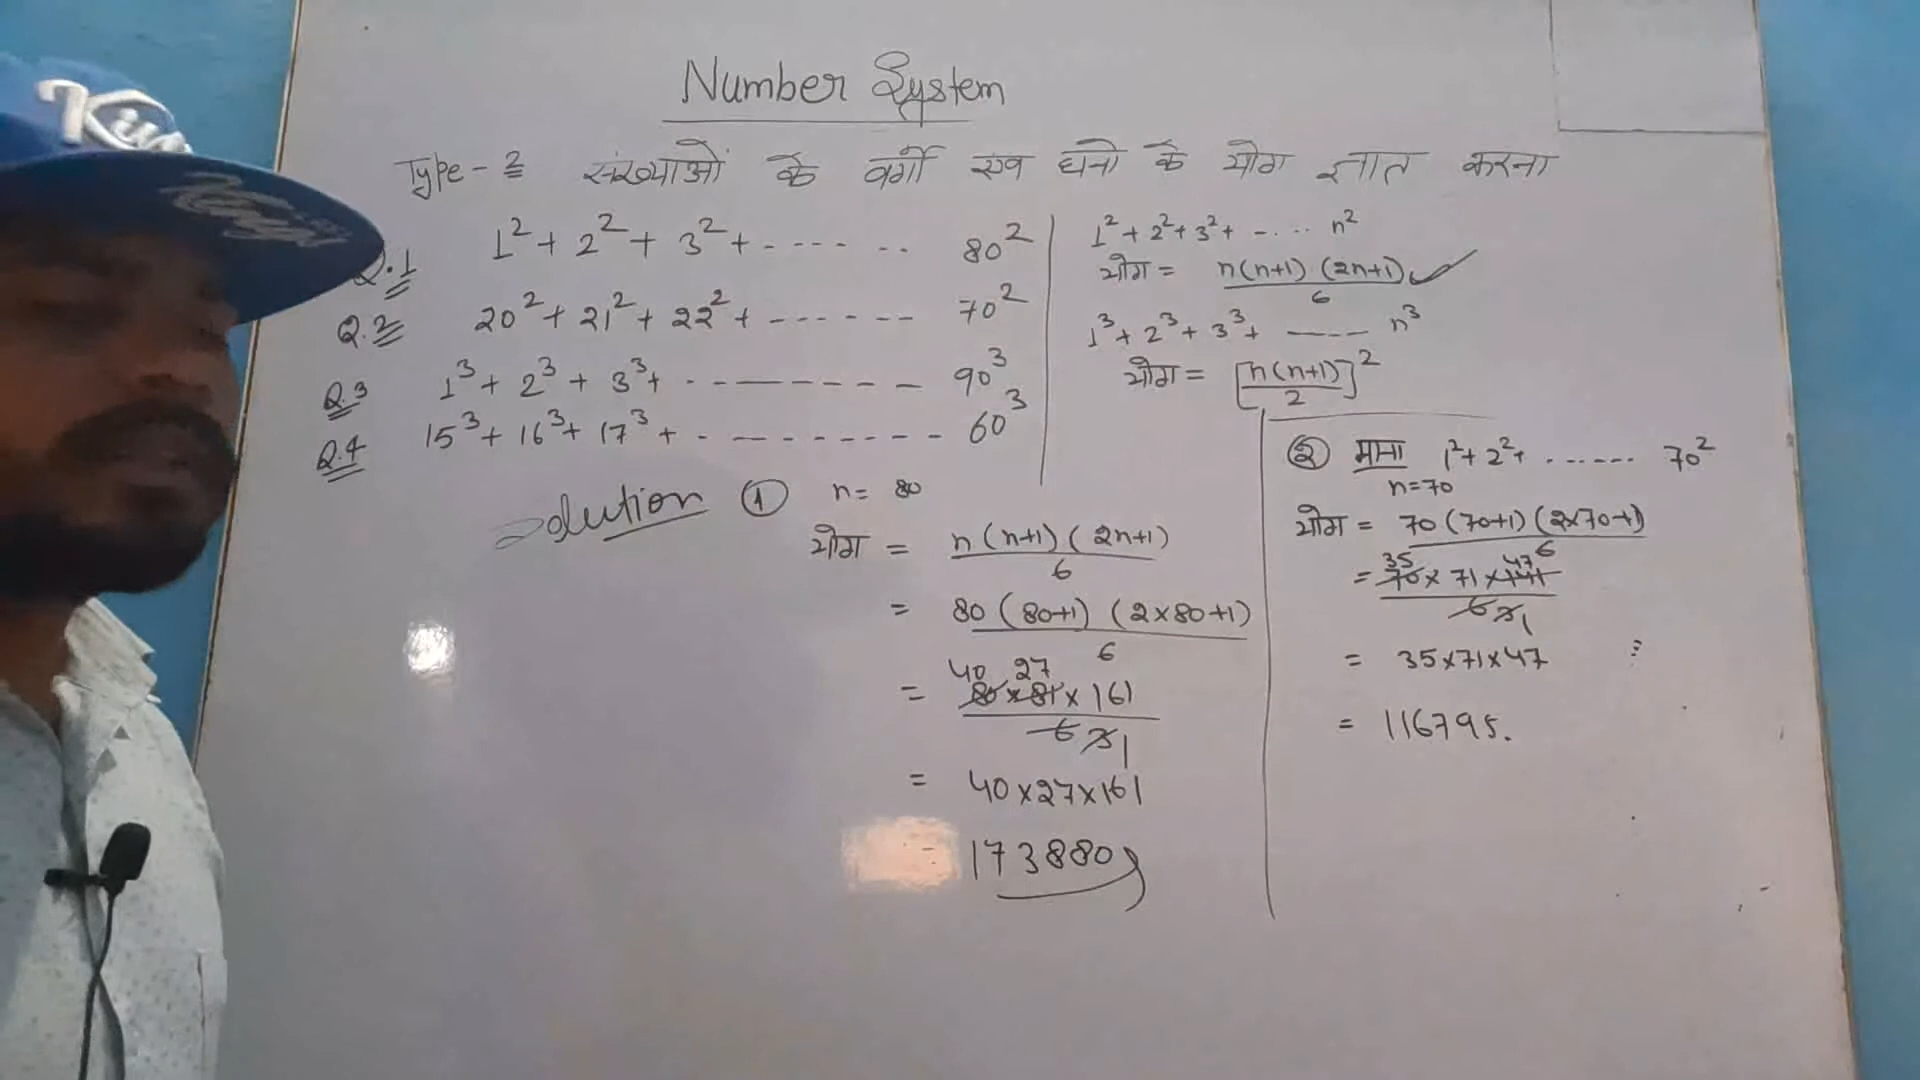 Number System
Type-2 संख्याओं के वर्गो एव घनो के योग ज्ञात करना
Q.1 1² + 2² + 3² + - - - - - - 80²
Q.2 20² + 21² + 22² + - - - - - - 70²
Q.3 1³ + 2³ + 3³ + - - - - - - - 90³
Q.4 15³ + 16³ + 17³ + - - - - - - - - 60³
1² + 2² + 3² + - .... n²
योग = n(n+1) (2n+1) / 6
1³ + 2³ + 3³ + ---- n³
योग = [n(n+1) / 2]²
Solution ① n = 80
योग = n (n+1) (2n+1) / 6
= 80 (80+1) (2×80+1) / 6
40 27
= 80 × 81 × 161
6 3 1
= 40×27×161
= 173880
② माना 1² + 2² + ...... 70²
n=70
योग = 70 (70+1) (2×70+1) / 6
35 47
= 70 × 71 × 141
6 3 1
= 35×71×47
= 116795.